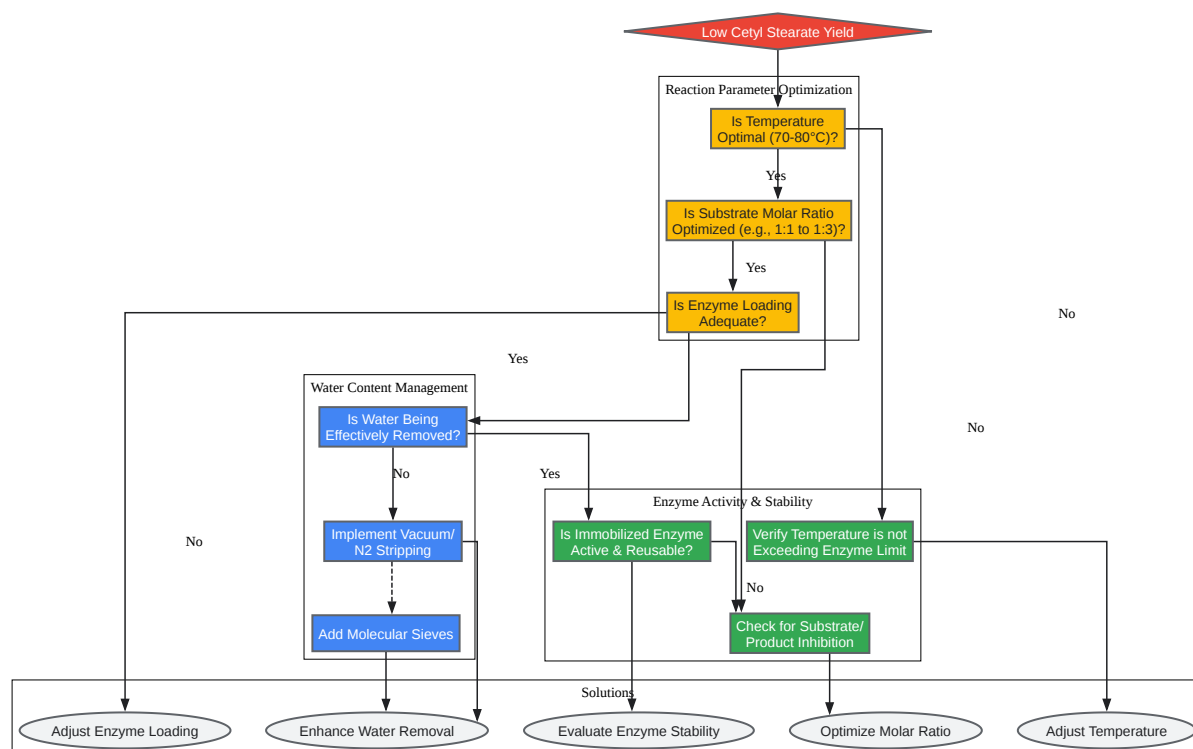 Low Cetyl Stearate Yield
Reaction Parameter Optimization
Is Temperature
Optimal (70-80°C)?
Yes
Is Substrate Molar Ratio
Optimized (e.g., 1:1 to 1:3)?
Yes
Is Enzyme Loading
Adequate?
No
Yes
Water Content Management
Is Water Being
Effectively Removed?
No
No
Yes
Enzyme Activity & Stability
Implement Vacuum/
N2 Stripping
Is Immobilized Enzyme
Active & Reusable?
Verify Temperature is not
Exceeding Enzyme Limit
No
No
Add Molecular Sieves
Check for Substrate/
Product Inhibition
Solutions
Adjust Enzyme Loading
Enhance Water Removal
Evaluate Enzyme Stability
Optimize Molar Ratio
Adjust Temperature